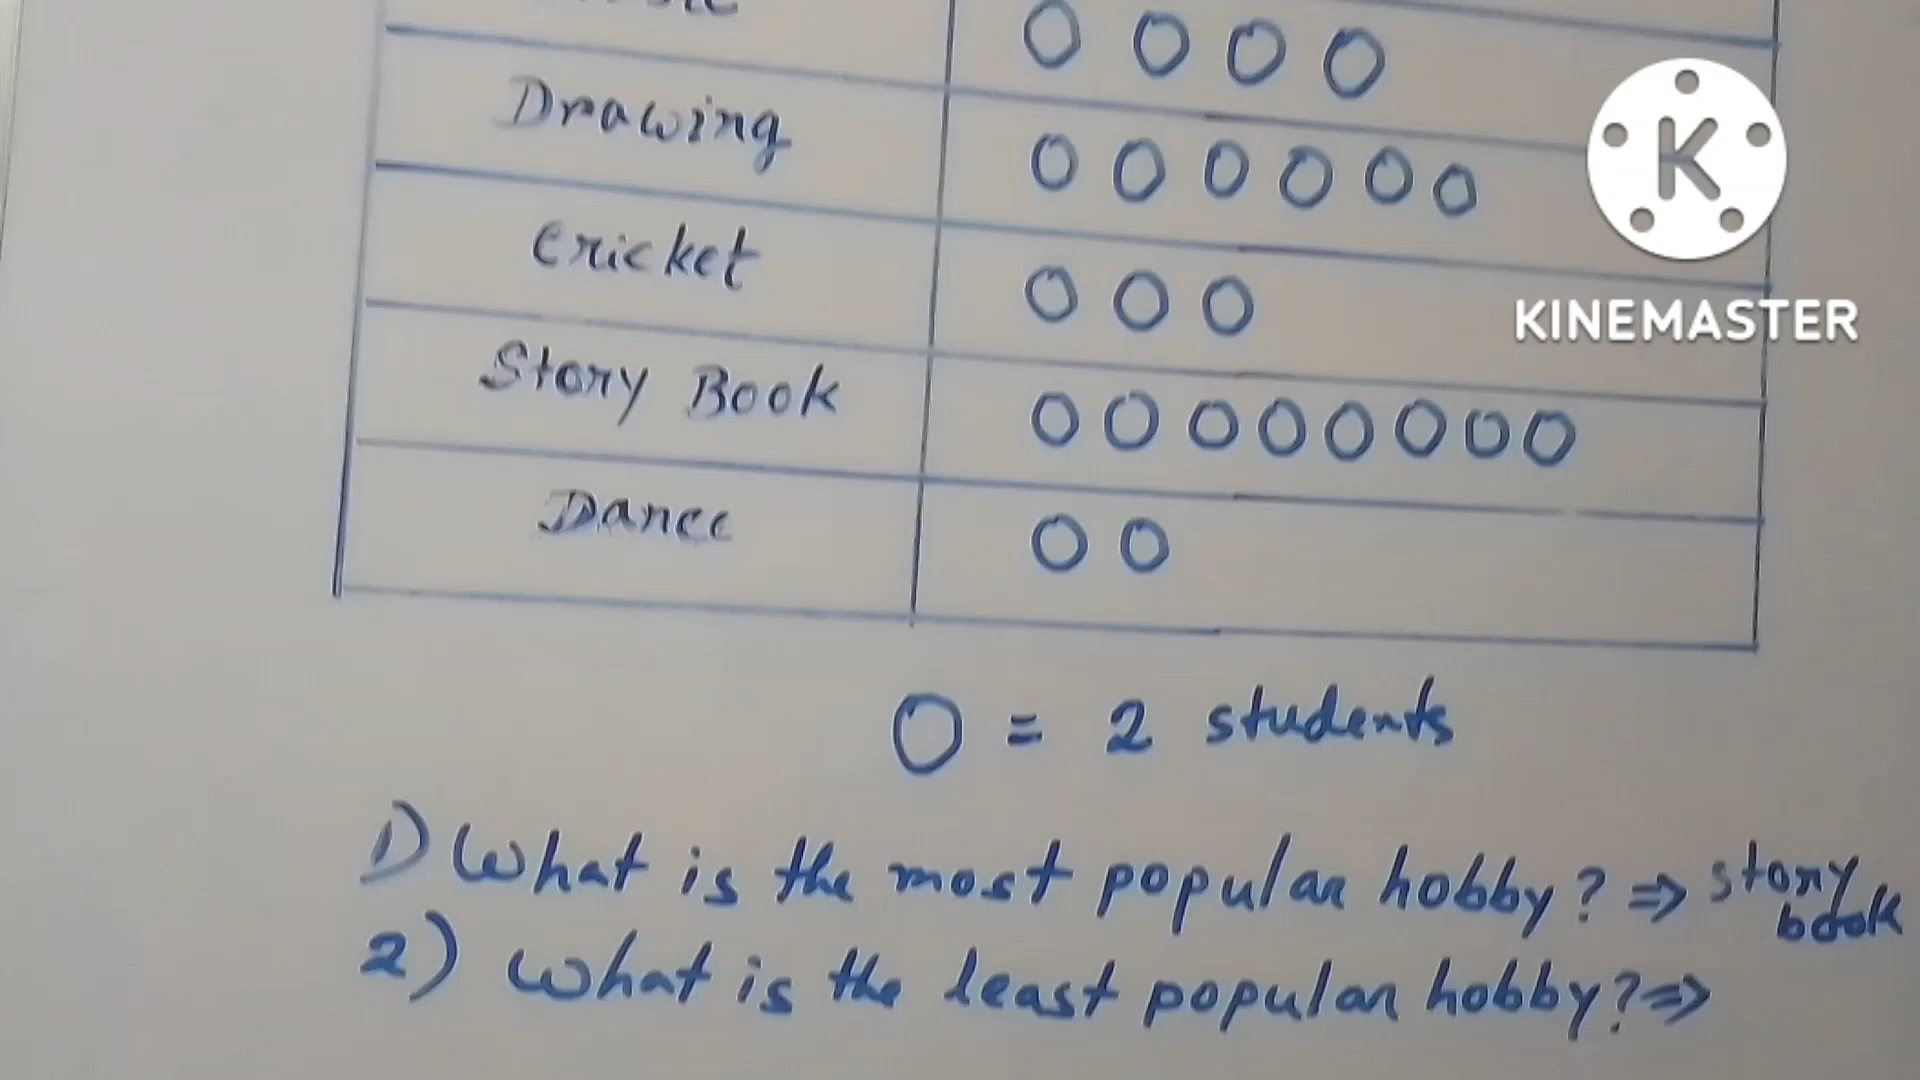 Drawing
O O O O O O
Cricket
O O O
Story Book
O O O O O O O O
Dance
O O
O = 2 students
1) What is the most popular hobby? ⇒ story book
2) What is the least popular hobby? ⇒
K
KINEMASTER